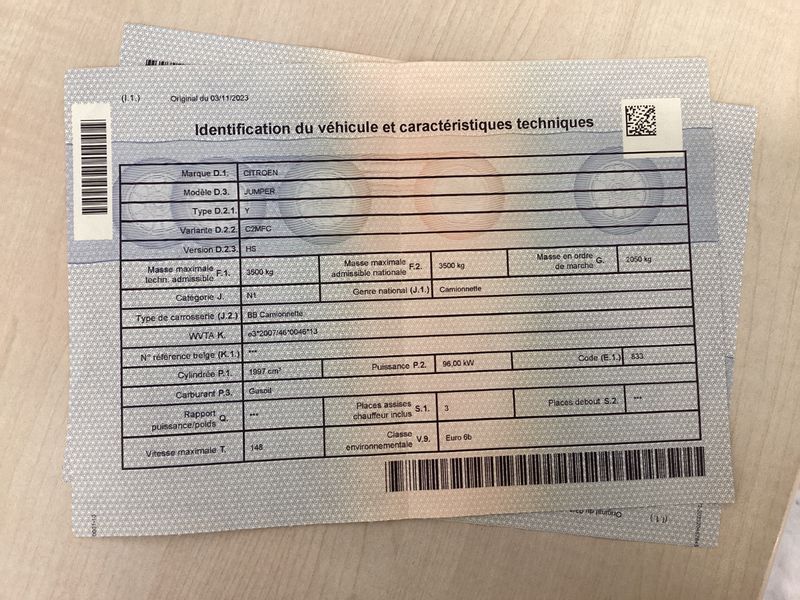 (I.1.) Original du 03/11/2023
Identification du véhicule et caractéristiques techniques
Marque D.1. CITROEN
Modèle D.3. JUMPER
Type D.2.1. Y
Variante D.2.2. C2MFC
Version D.2.3. HS
Masse maximale techn. admissible F.1. 3500 kg Masse maximale admissible nationale F.2. 3500 kg Masse en ordre de marche G. 2050 kg
Catégorie J. N1 Genre national (J.1.) Camionnette
Type de carrosserie (J.2.) BB Camionnette
WVTA K. e3*2007/46*0046*13
N° référence belge (K.1.) ***
Cylindrée P.1. 1997 cm³ Puissance P.2. 96,00 kW Code (E.1.) 833
Carburant P.3. Gasoil
Rapport puissance/poids Q. *** Places assises chauffeur inclus S.1. 3 Places debout S.2. ***
Vitesse maximale T. 148 Classe environnementale V.9. Euro 6b
(I.1.) Original du